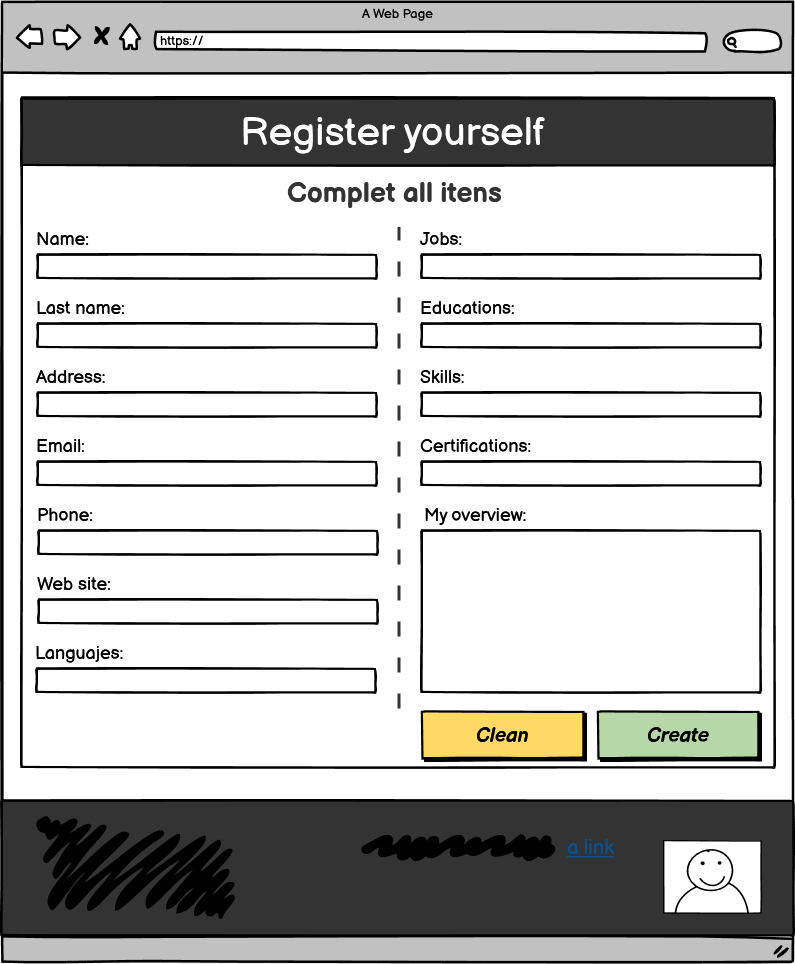 A Web Page
https://
Register yourself
Complet all itens
Name:
Last name:
Address:
Email:
Phone:
Web site:
Languajes:
Jobs:
Educations:
Skills:
Certifications:
My overview:
Clean
Create
a link